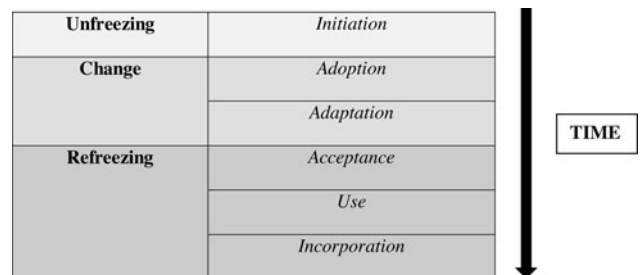 Unfreezing
Initiation
Change
Adoption
Adaptation
TIME
Refreezing
Acceptance
Use
Incorporation